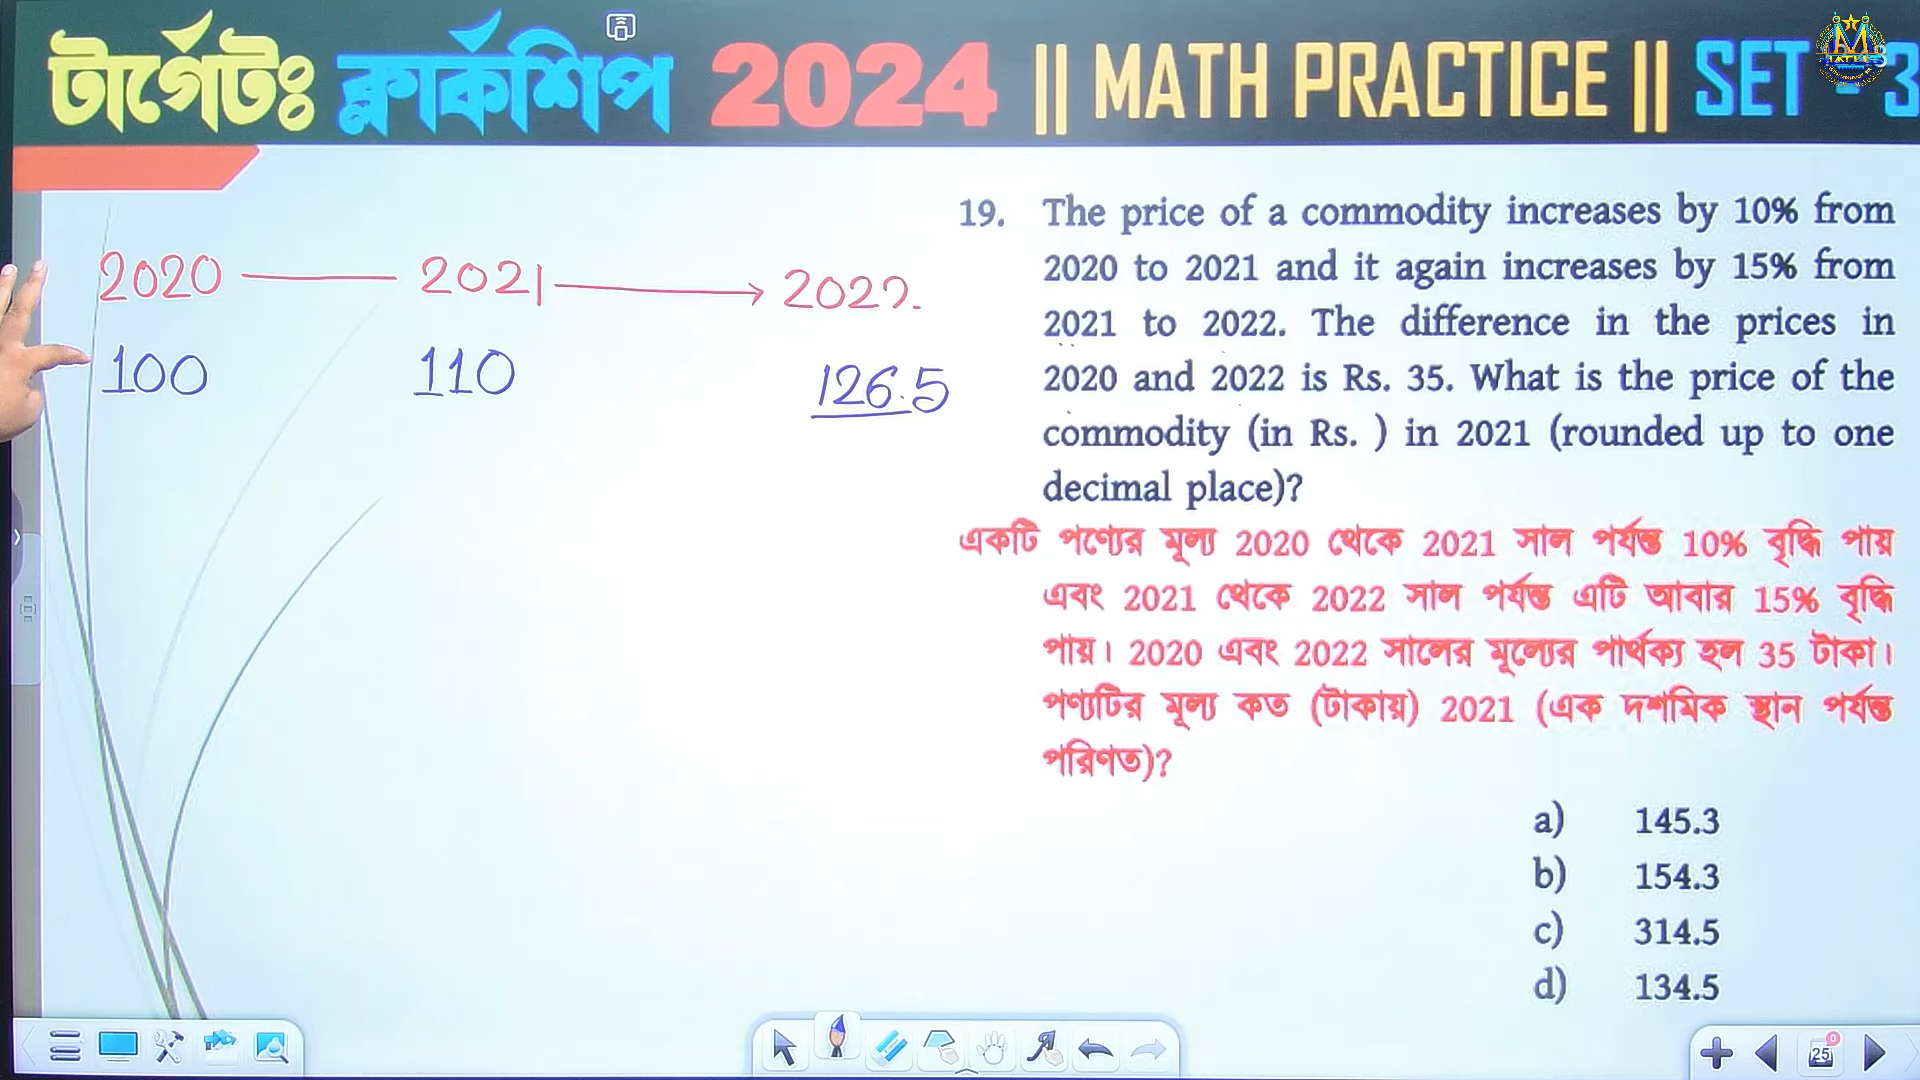 টার্গেটঃ ক্লার্কশিপ 2024 || MATH PRACTICE || SET - 3
2020 2021 2022.
100 110 126.5
19. The price of a commodity increases by 10% from
2020 to 2021 and it again increases by 15% from
2021 to 2022. The difference in the prices in
2020 and 2022 is Rs. 35. What is the price of the
commodity (in Rs. ) in 2021 (rounded up to one
decimal place)?
একটি পণ্যের মূল্য 2020 থেকে 2021 সাল পর্যন্ত 10% বৃদ্ধি পায়
এবং 2021 থেকে 2022 সাল পর্যন্ত এটি আবার 15% বৃদ্ধি
পায়। 2020 এবং 2022 সালের মূল্যের পার্থক্য হল 35 টাকা।
পণ্যটির মূল্য কত (টাকায়) 2021 (এক দশমিক স্থান পর্যন্ত
পরিণত)?
a) 145.3
b) 154.3
c) 314.5
d) 134.5
25